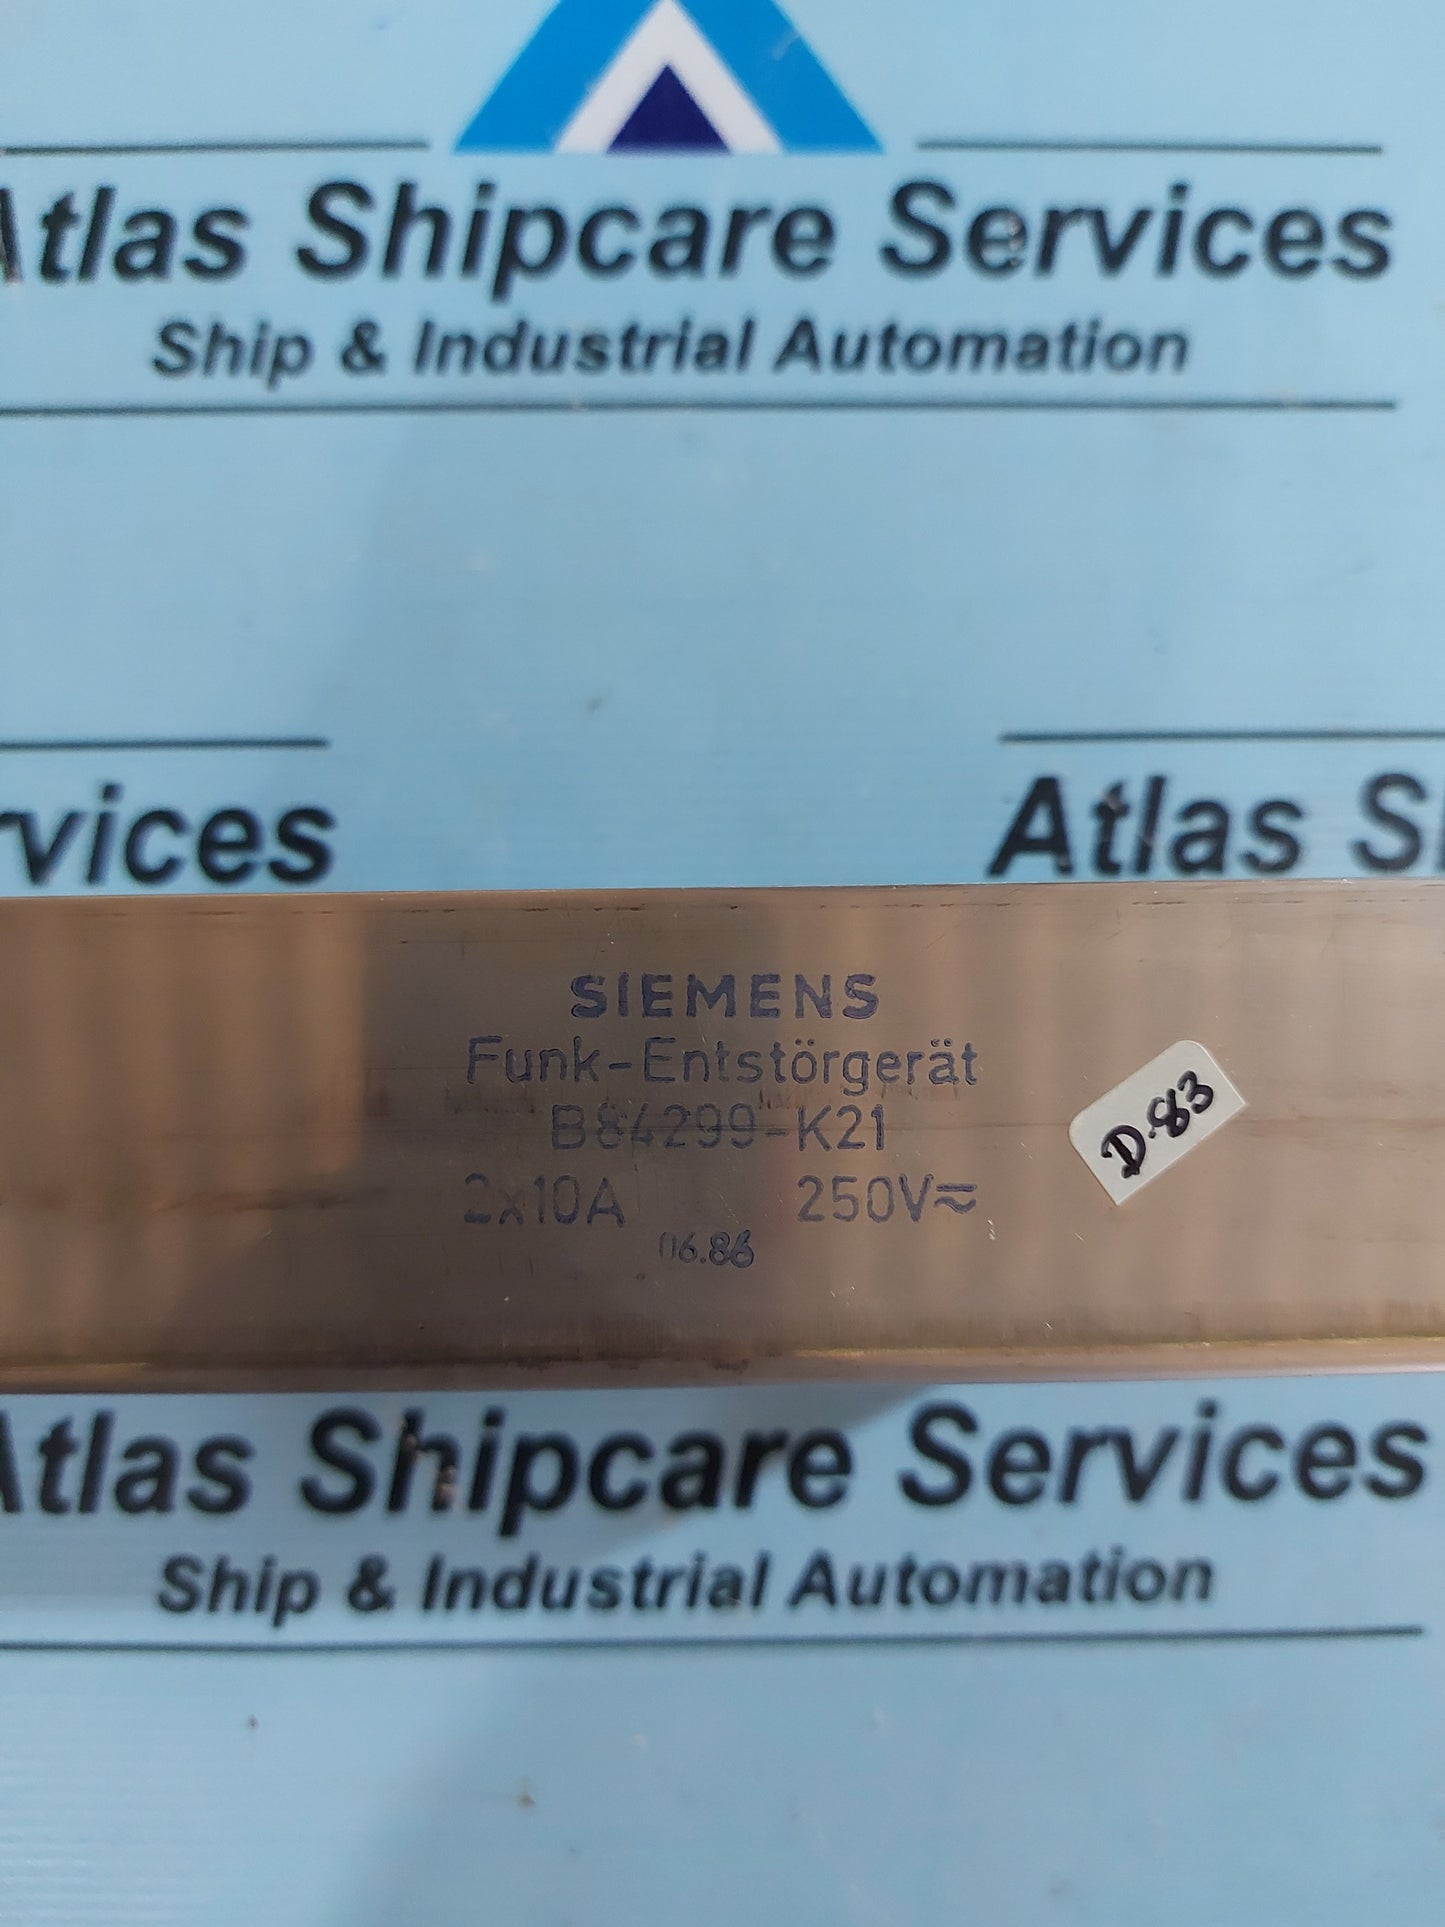 Atlas Shipcare Services
Ship & Industrial Automation
rvices
Atlas S
SIEMENS
Funk-Entstörgerät
B84299-K21
2x10A 250V≂
06.86
D-83
Atlas Shipcare Services
Ship & Industrial Automation